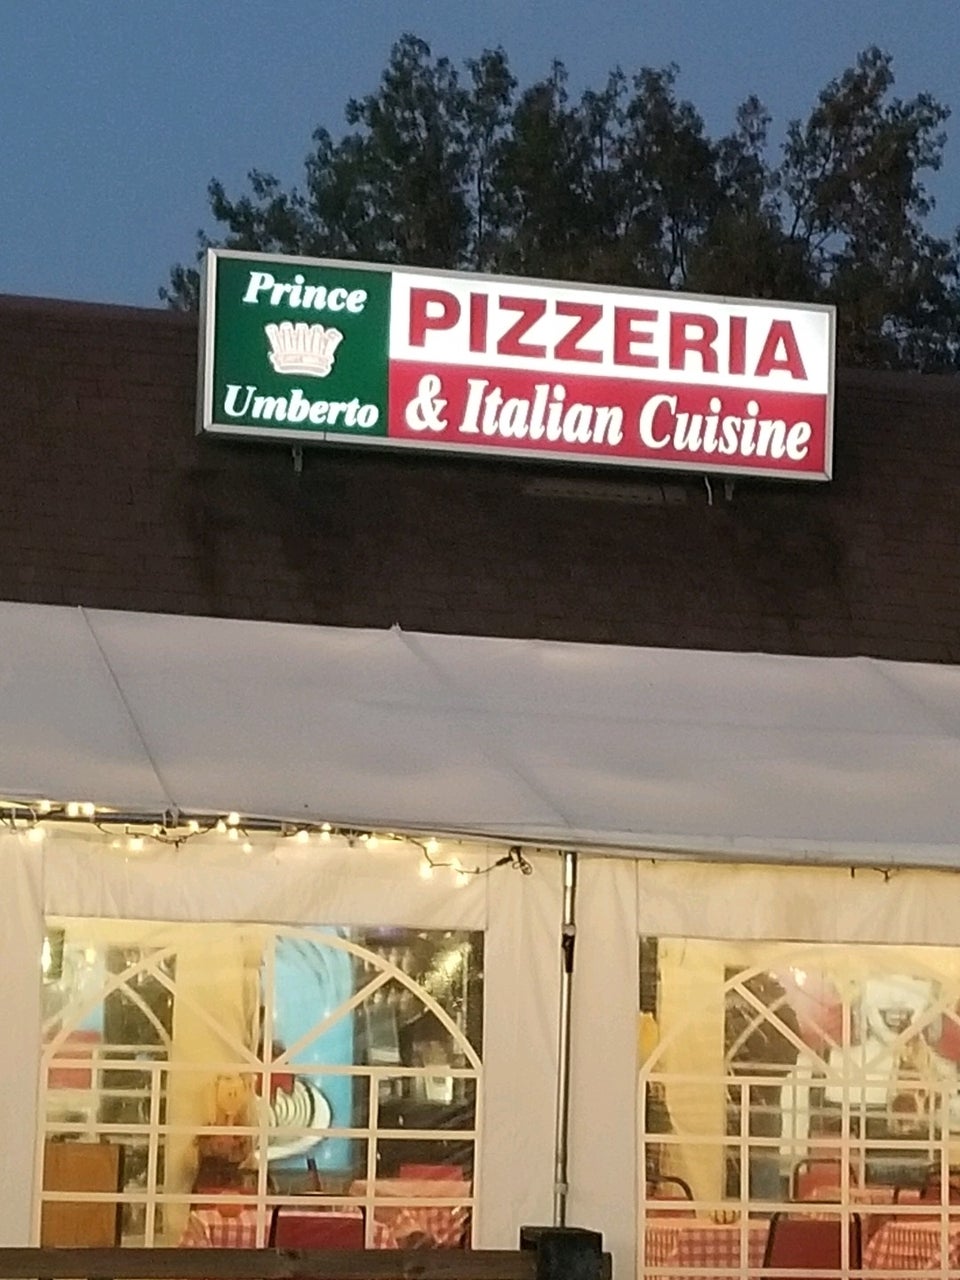 Prince
Umberto
PIZZERIA
& Italian Cuisine